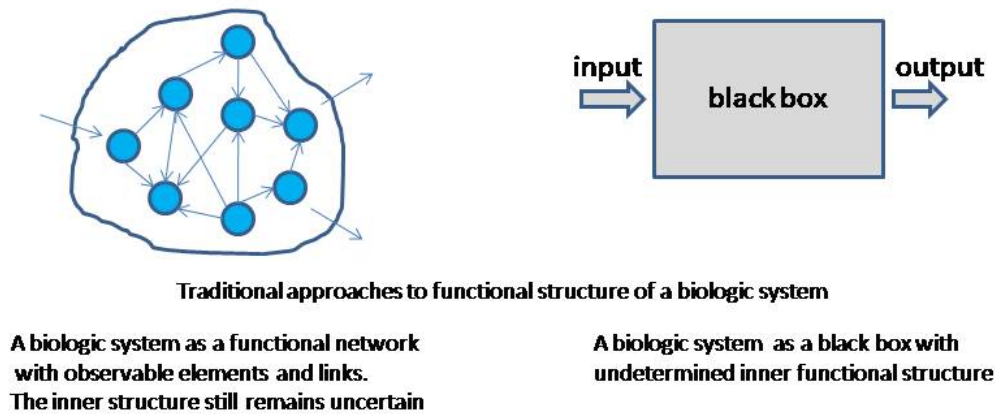 input
output
black box
Traditional approaches to functional structure of a biologic system
A biologic system as a functional network
with observable elements and links.
The inner structure still remains uncertain
A biologic system as a black box with
undetermined inner functional structure